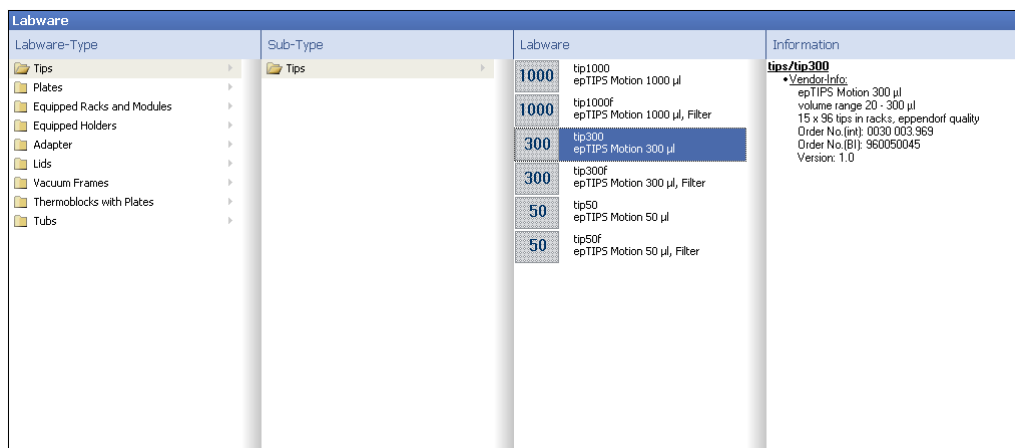 Labware
Labware-Type
Tips
Plates
Equipped Racks and Modules
Equipped Holders
Adapter
Lids
Vacuum Frames
Thermoblocks with Plates
Tubs
Sub-Type
Tips
Labware
1000
tip1000
epTIPS Motion 1000 µl
1000
tip1000f
epTIPS Motion 1000 µl, Filter
300
tip300
epTIPS Motion 300 µl
300
tip300f
epTIPS Motion 300 µl, Filter
50
tip50
epTIPS Motion 50 µl
50
tip50f
epTIPS Motion 50 µl, Filter
Information
tips/tip300
•Vendor-Info:
epTIPS Motion 300 µl
volume range 20 - 300 µl
15 x 96 tips in racks, eppendorf quality
Order No.(int): 0030 003.969
Order No.(BI): 960050045
Version: 1.0